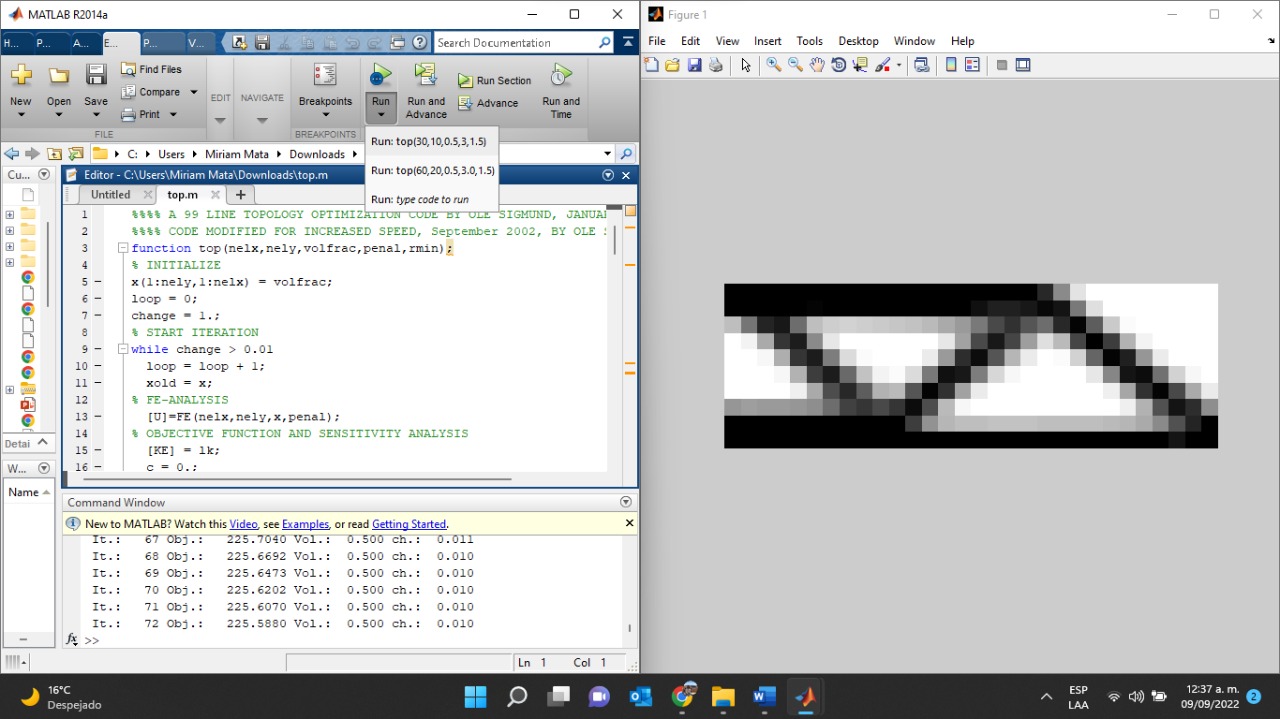 MATLAB R2014a
H... P... A... E... P... V...
Search Documentation
New
Open
Save
Find Files
Compare
Print
EDIT
NAVIGATE
Breakpoints
Run
Run and Advance
Run Section
Advance
Run and Time
FILE
BREAKPOINTS
Run: top(30,10,0.5,3,1.5)
Run: top(60,20,0.5,3.0,1.5)
Run: type code to run
C: Users Miriam Mata Downloads
Cu...
Editor - C:\Users\Miriam Mata\Downloads\top.m
Untitled
top.m
1 %%%% A 99 LINE TOPOLOGY OPTIMIZATION CODE BY OLE SIGMUND, JANUA
2 %%%% CODE MODIFIED FOR INCREASED SPEED, September 2002, BY OLE S
3 function top(nelx,nely,volfrac,penal,rmin);
4 % INITIALIZE
5 – x(1:nely,1:nelx) = volfrac;
6 – loop = 0;
7 – change = 1.;
8 % START ITERATION
9 – while change > 0.01
10 – loop = loop + 1;
11 – xold = x;
12 % FE-ANALYSIS
13 – [U]=FE(nelx,nely,x,penal);
14 % OBJECTIVE FUNCTION AND SENSITIVITY ANALYSIS
15 – [KE] = lk;
16 – c = 0.;
Detai
W...
Name
Command Window
New to MATLAB? Watch this Video, see Examples, or read Getting Started.
It.: 67 Obj.: 225.7040 Vol.: 0.500 ch.: 0.011
It.: 68 Obj.: 225.6692 Vol.: 0.500 ch.: 0.010
It.: 69 Obj.: 225.6473 Vol.: 0.500 ch.: 0.010
It.: 70 Obj.: 225.6202 Vol.: 0.500 ch.: 0.010
It.: 71 Obj.: 225.6070 Vol.: 0.500 ch.: 0.010
It.: 72 Obj.: 225.5880 Vol.: 0.500 ch.: 0.010
fx >>
Ln 1 Col 1
Figure 1
File Edit View Insert Tools Desktop Window Help
16°C
Despejado
ESP
LAA
12:37 a. m.
09/09/2022
2